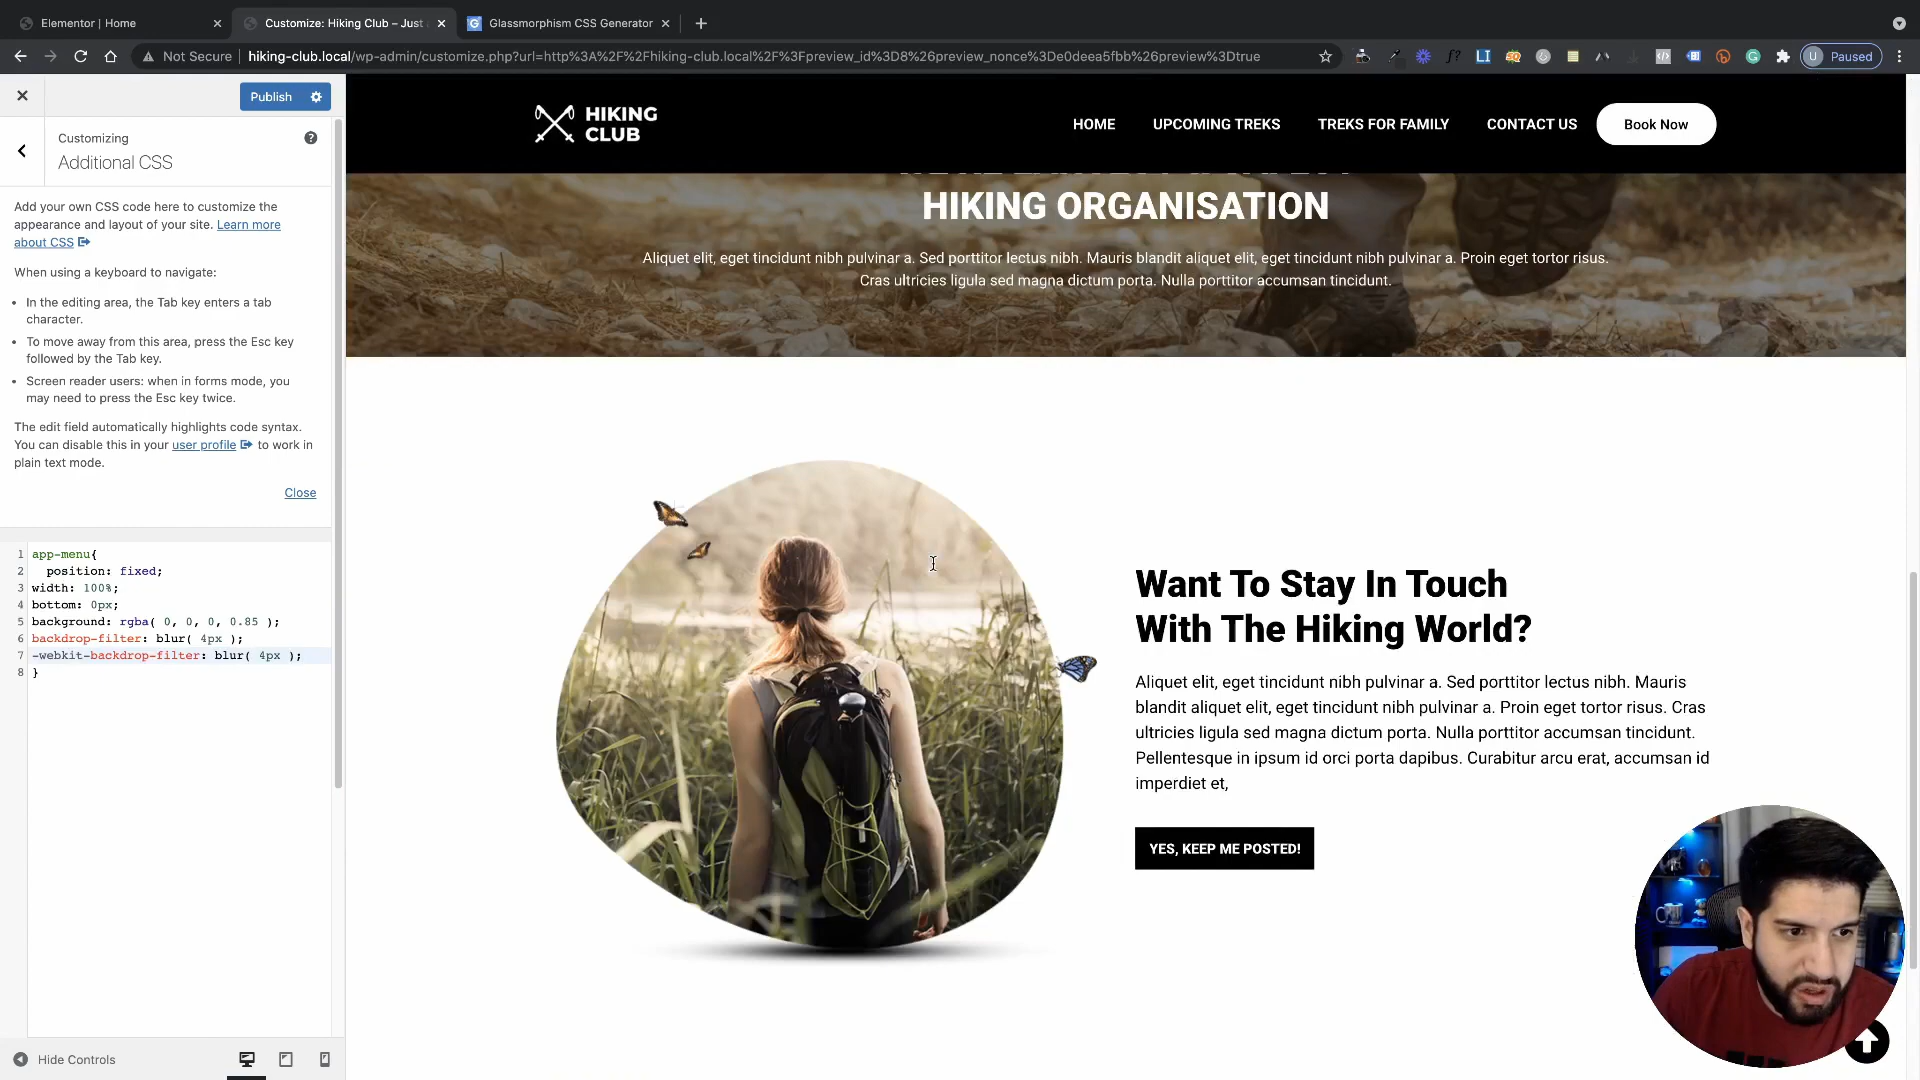 Elementor | Home
Customize: Hiking Club – Just
Glassmorphism CSS Generator
Not Secure
hiking-club.local/wp-admin/customize.php?url=http%3A%2F%2Fhiking-club.local%2F%3Fpreview_id%3D8%26preview_nonce%3De0deea5fbb%26preview%3Dtrue
U Paused
Publish
HIKING
CLUB
HOME
UPCOMING TREKS
TREKS FOR FAMILY
CONTACT US
Book Now
Customizing
Additional CSS
Add your own CSS code here to customize the
appearance and layout of your site. Learn more
about CSS
When using a keyboard to navigate:
In the editing area, the Tab key enters a tab
character.
To move away from this area, press the Esc key
followed by the Tab key.
Screen reader users: when in forms mode, you
may need to press the Esc key twice.
The edit field automatically highlights code syntax.
You can disable this in your user profile to work in
plain text mode.
Close
1 app-menu{
2 position: fixed;
3 width: 100%;
4 bottom: 0px;
5 background: rgba( 0, 0, 0, 0.85 );
6 backdrop-filter: blur( 4px );
7 -webkit-backdrop-filter: blur( 4px );
8 }
Hide Controls
HIKING ORGANISATION
Aliquet elit, eget tincidunt nibh pulvinar a. Sed porttitor lectus nibh. Mauris blandit aliquet elit, eget tincidunt nibh pulvinar a. Proin eget tortor risus.
Cras ultricies ligula sed magna dictum porta. Nulla porttitor accumsan tincidunt.
Want To Stay In Touch
With The Hiking World?
Aliquet elit, eget tincidunt nibh pulvinar a. Sed porttitor lectus nibh. Mauris
blandit aliquet elit, eget tincidunt nibh pulvinar a. Proin eget tortor risus. Cras
ultricies ligula sed magna dictum porta. Nulla porttitor accumsan tincidunt.
Pellentesque in ipsum id orci porta dapibus. Curabitur arcu erat, accumsan id
imperdiet et,
YES, KEEP ME POSTED!